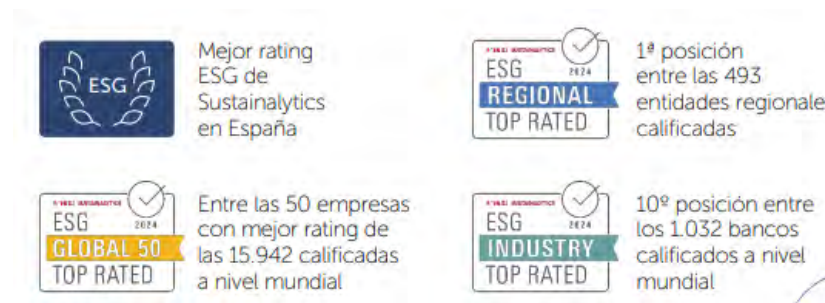 ESG
Mejor rating
ESG de
Sustainalytics
en España
ESG 2024
REGIONAL
TOP RATED
1ª posición
entre las 493
entidades regionale
calificadas
ESG 2024
GLOBAL 50
TOP RATED
Entre las 50 empresas
con mejor rating de
las 15.942 calificadas
a nivel mundial
ESG 2024
INDUSTRY
TOP RATED
10º posición entre
los 1.032 bancos
calificados a nivel
mundial